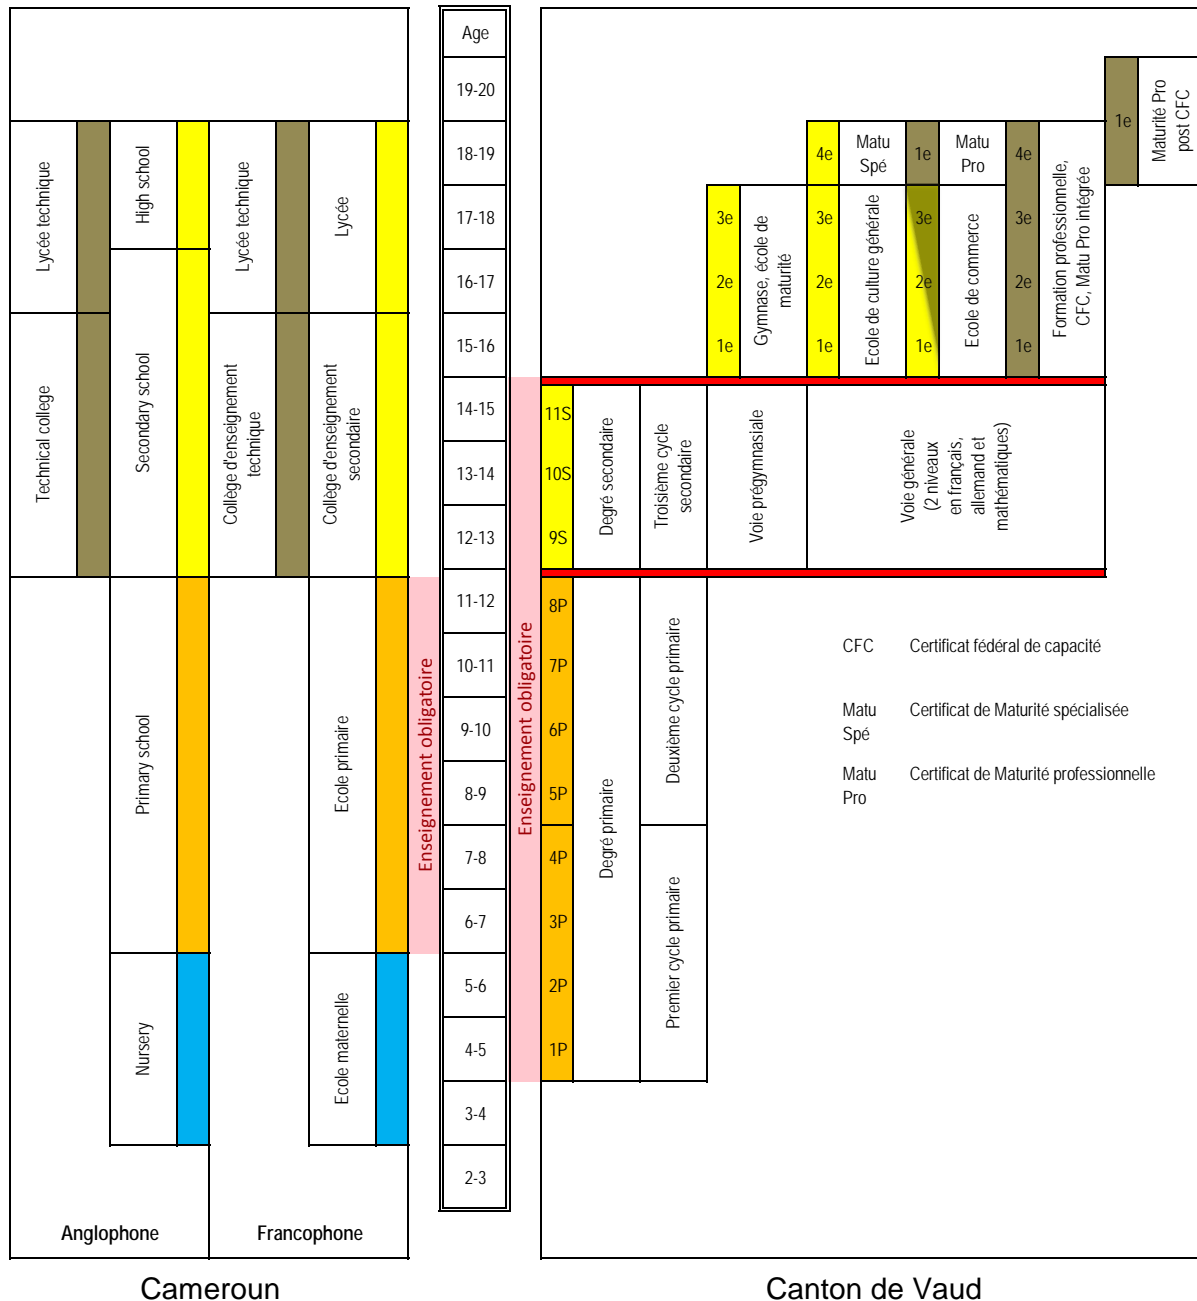 Age
19-20
18-19
17-18
16-17
15-16
14-15
13-14
12-13
11-12
10-11
9-10
8-9
7-8
6-7
5-6
4-5
3-4
2-3
Lycée technique
High school
Lycée technique
Lycée
Technical college
Secondary school
Collège d'enseignement
technique
Collège d'enseignement
secondaire
Primary school
Ecole primaire
Nursery
Ecole maternelle
Anglophone
Francophone
Cameroun
Enseignement obligatoire
Enseignement obligatoire
1e
Maturité Pro
post CFC
4e
Matu
Spé
1e
Matu
Pro
4e
3e
2e
1e
Gymnase, école de
maturité
3e
2e
1e
Ecole de culture générale
3e
2e
1e
Ecole de commerce
3e
2e
1e
Formation professionnelle,
CFC, Matu Pro intégrée
11S
10S
9S
Degré secondaire
Troisième cycle
secondaire
Voie prégymnasiale
Voie générale
(2 niveaux
en français,
allemand et
mathématiques)
8P
7P
6P
5P
4P
3P
2P
1P
Degré primaire
Deuxième cycle primaire
Premier cycle primaire
CFC Certificat fédéral de capacité
Matu Certificat de Maturité spécialisée
Spé
Matu Certificat de Maturité professionnelle
Pro
Canton de Vaud